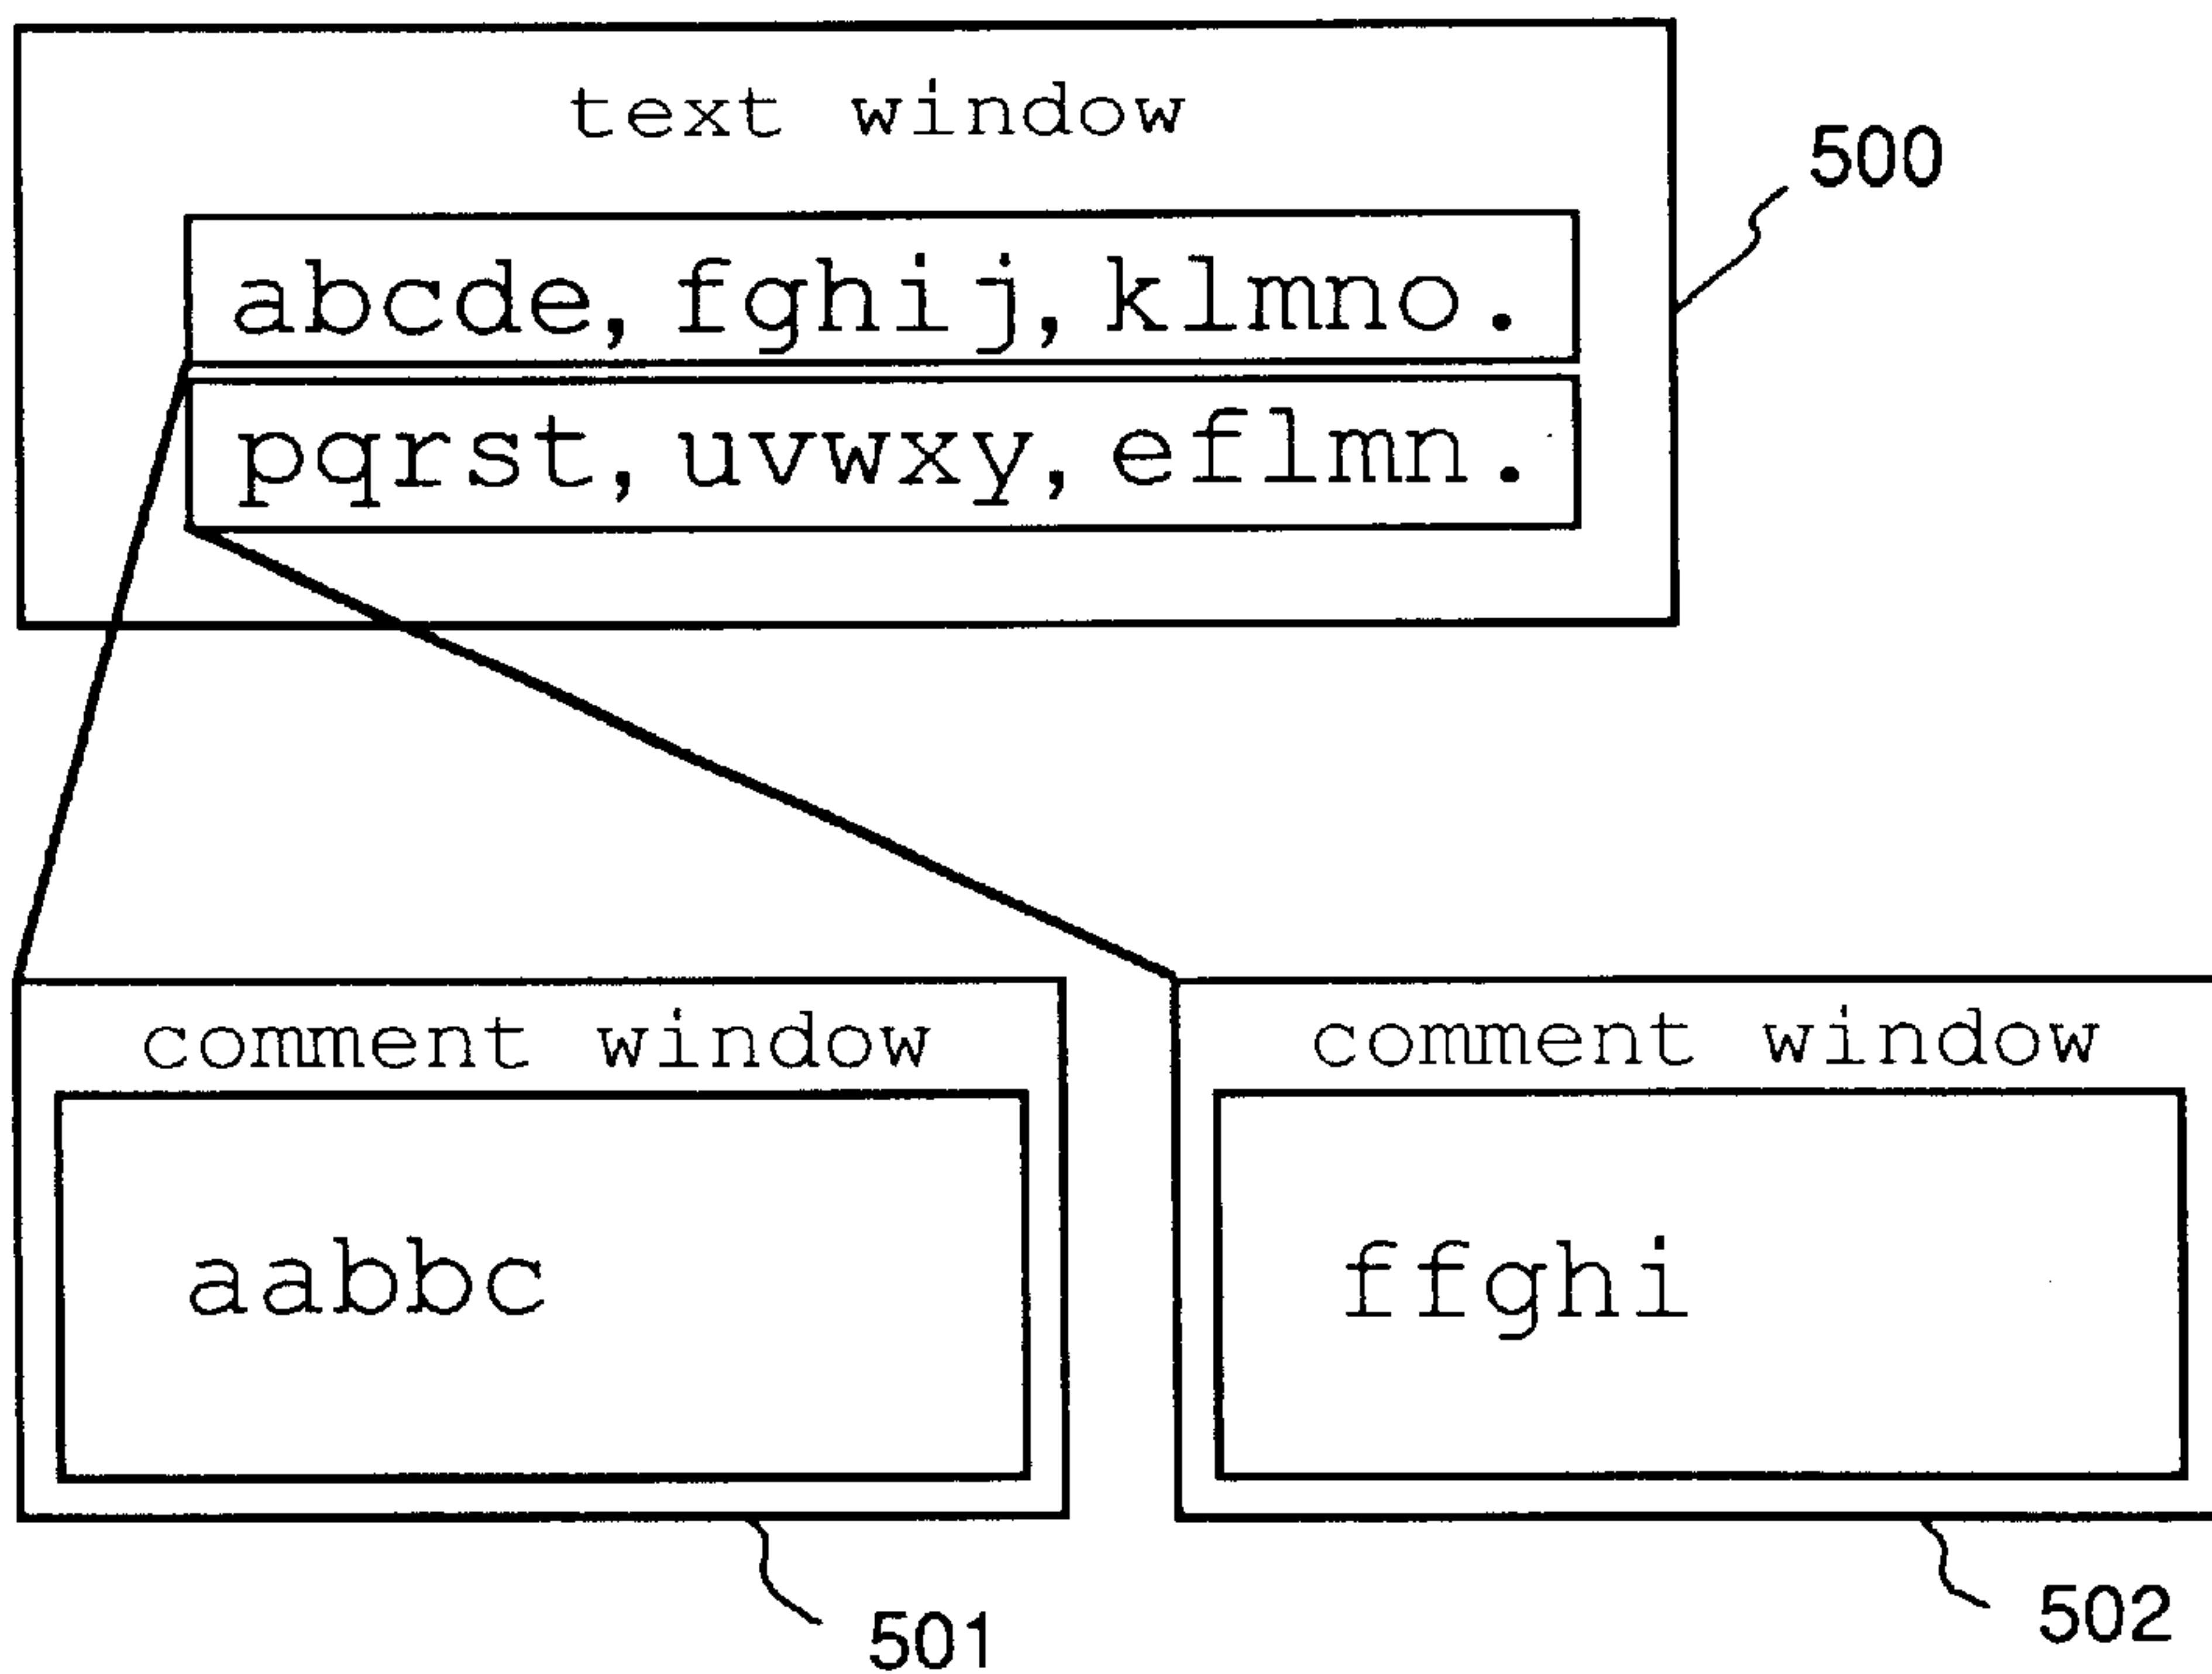 text window
500
abcde, fghij, klmno.
pqrst, uvwxy, eflmn.
comment window
aabbc
501
comment window
ffghi
502